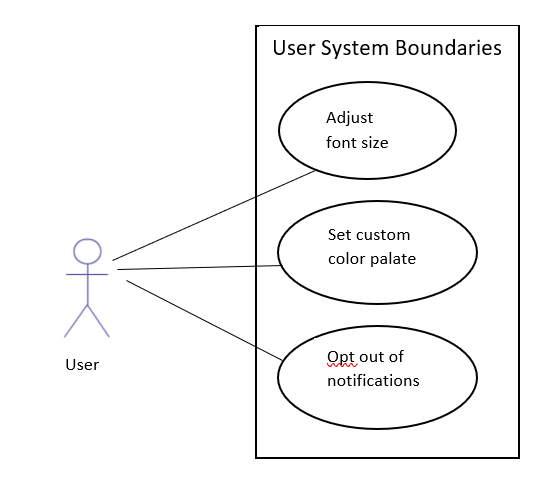 User System Boundaries
Adjust
font size
Set custom
color palate
User
Opt out of
notifications